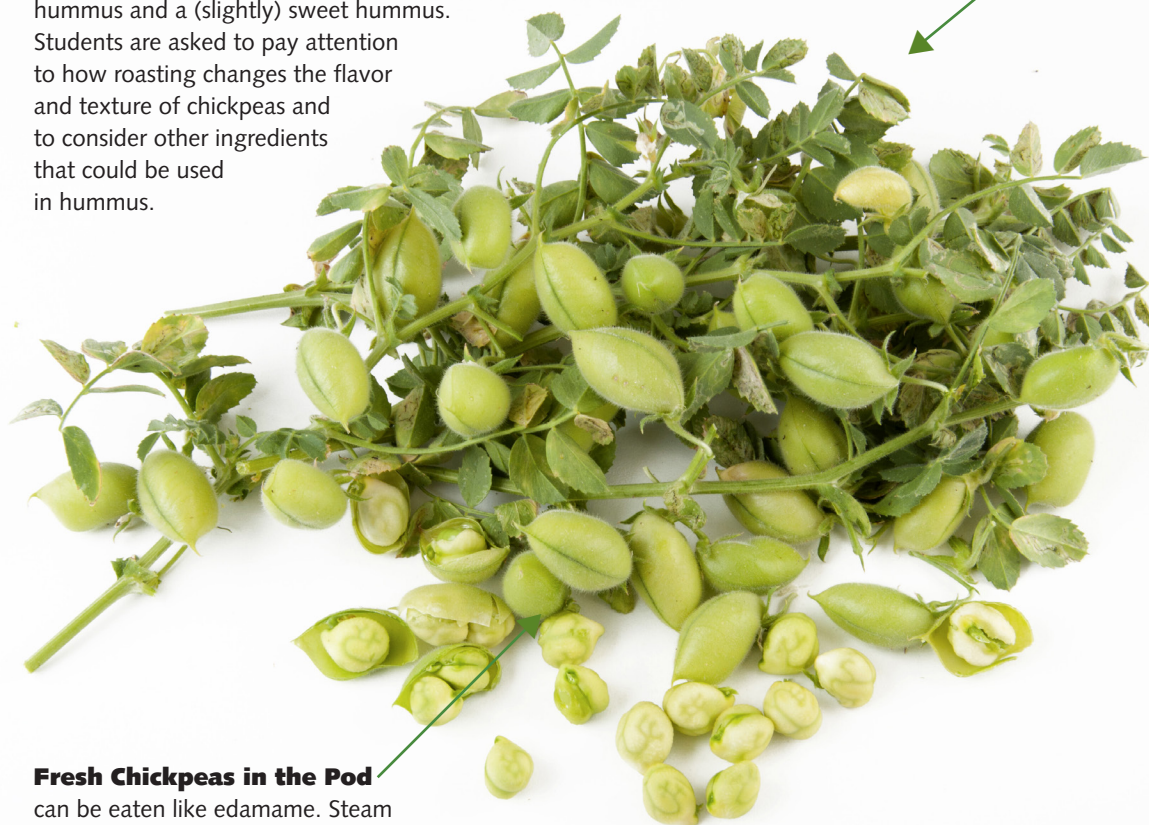 hummus and a (slightly) sweet hummus.
Students are asked to pay attention
to how roasting changes the flavor
and texture of chickpeas and
to consider other ingredients
that could be used
in hummus.
Fresh Chickpeas in the Pod
can be eaten like edamame. Steam